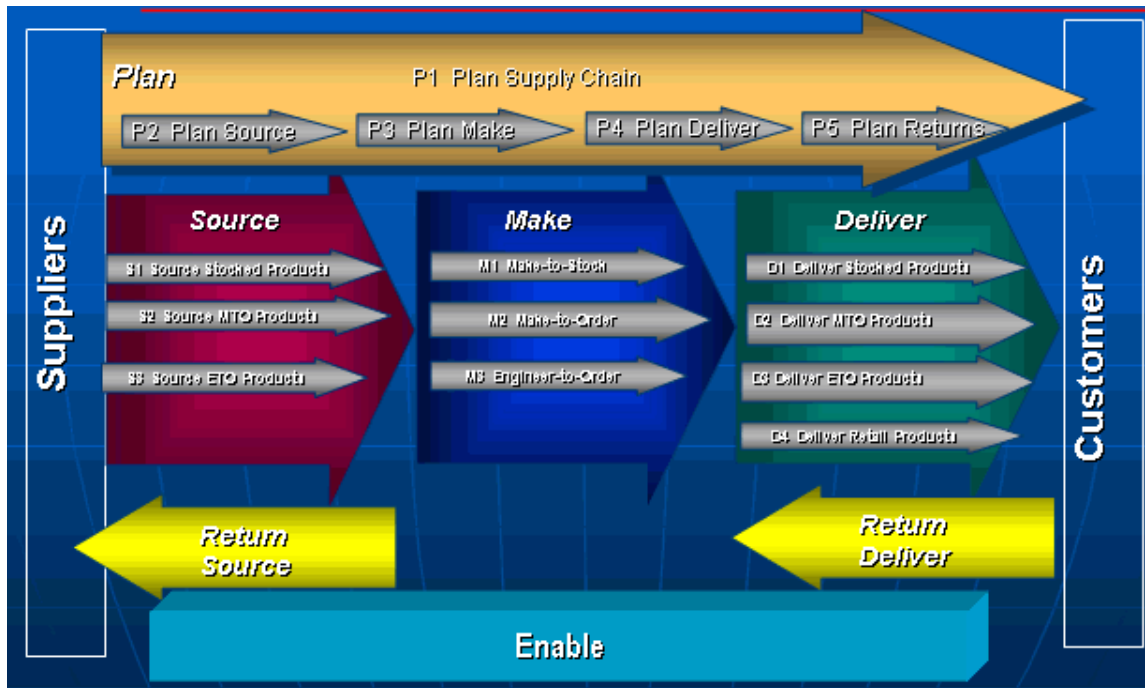 Plan
P1 Plan Supply Chain
P2 Plan Source
P3 Plan Make
P4 Plan Deliver
P5 Plan Returns
Suppliers
Source
S1 Source Stocked Products
S2 Source MTO Products
S3 Source ETO Products
Make
M1 Make-to-Stock
M2 Make-to-Order
M3 Engineer-to-Order
Deliver
D1 Deliver Stocked Products
D2 Deliver MTO Products
D3 Deliver ETO Products
D4 Deliver Retail Products
Customers
Return
Source
Return
Deliver
Enable